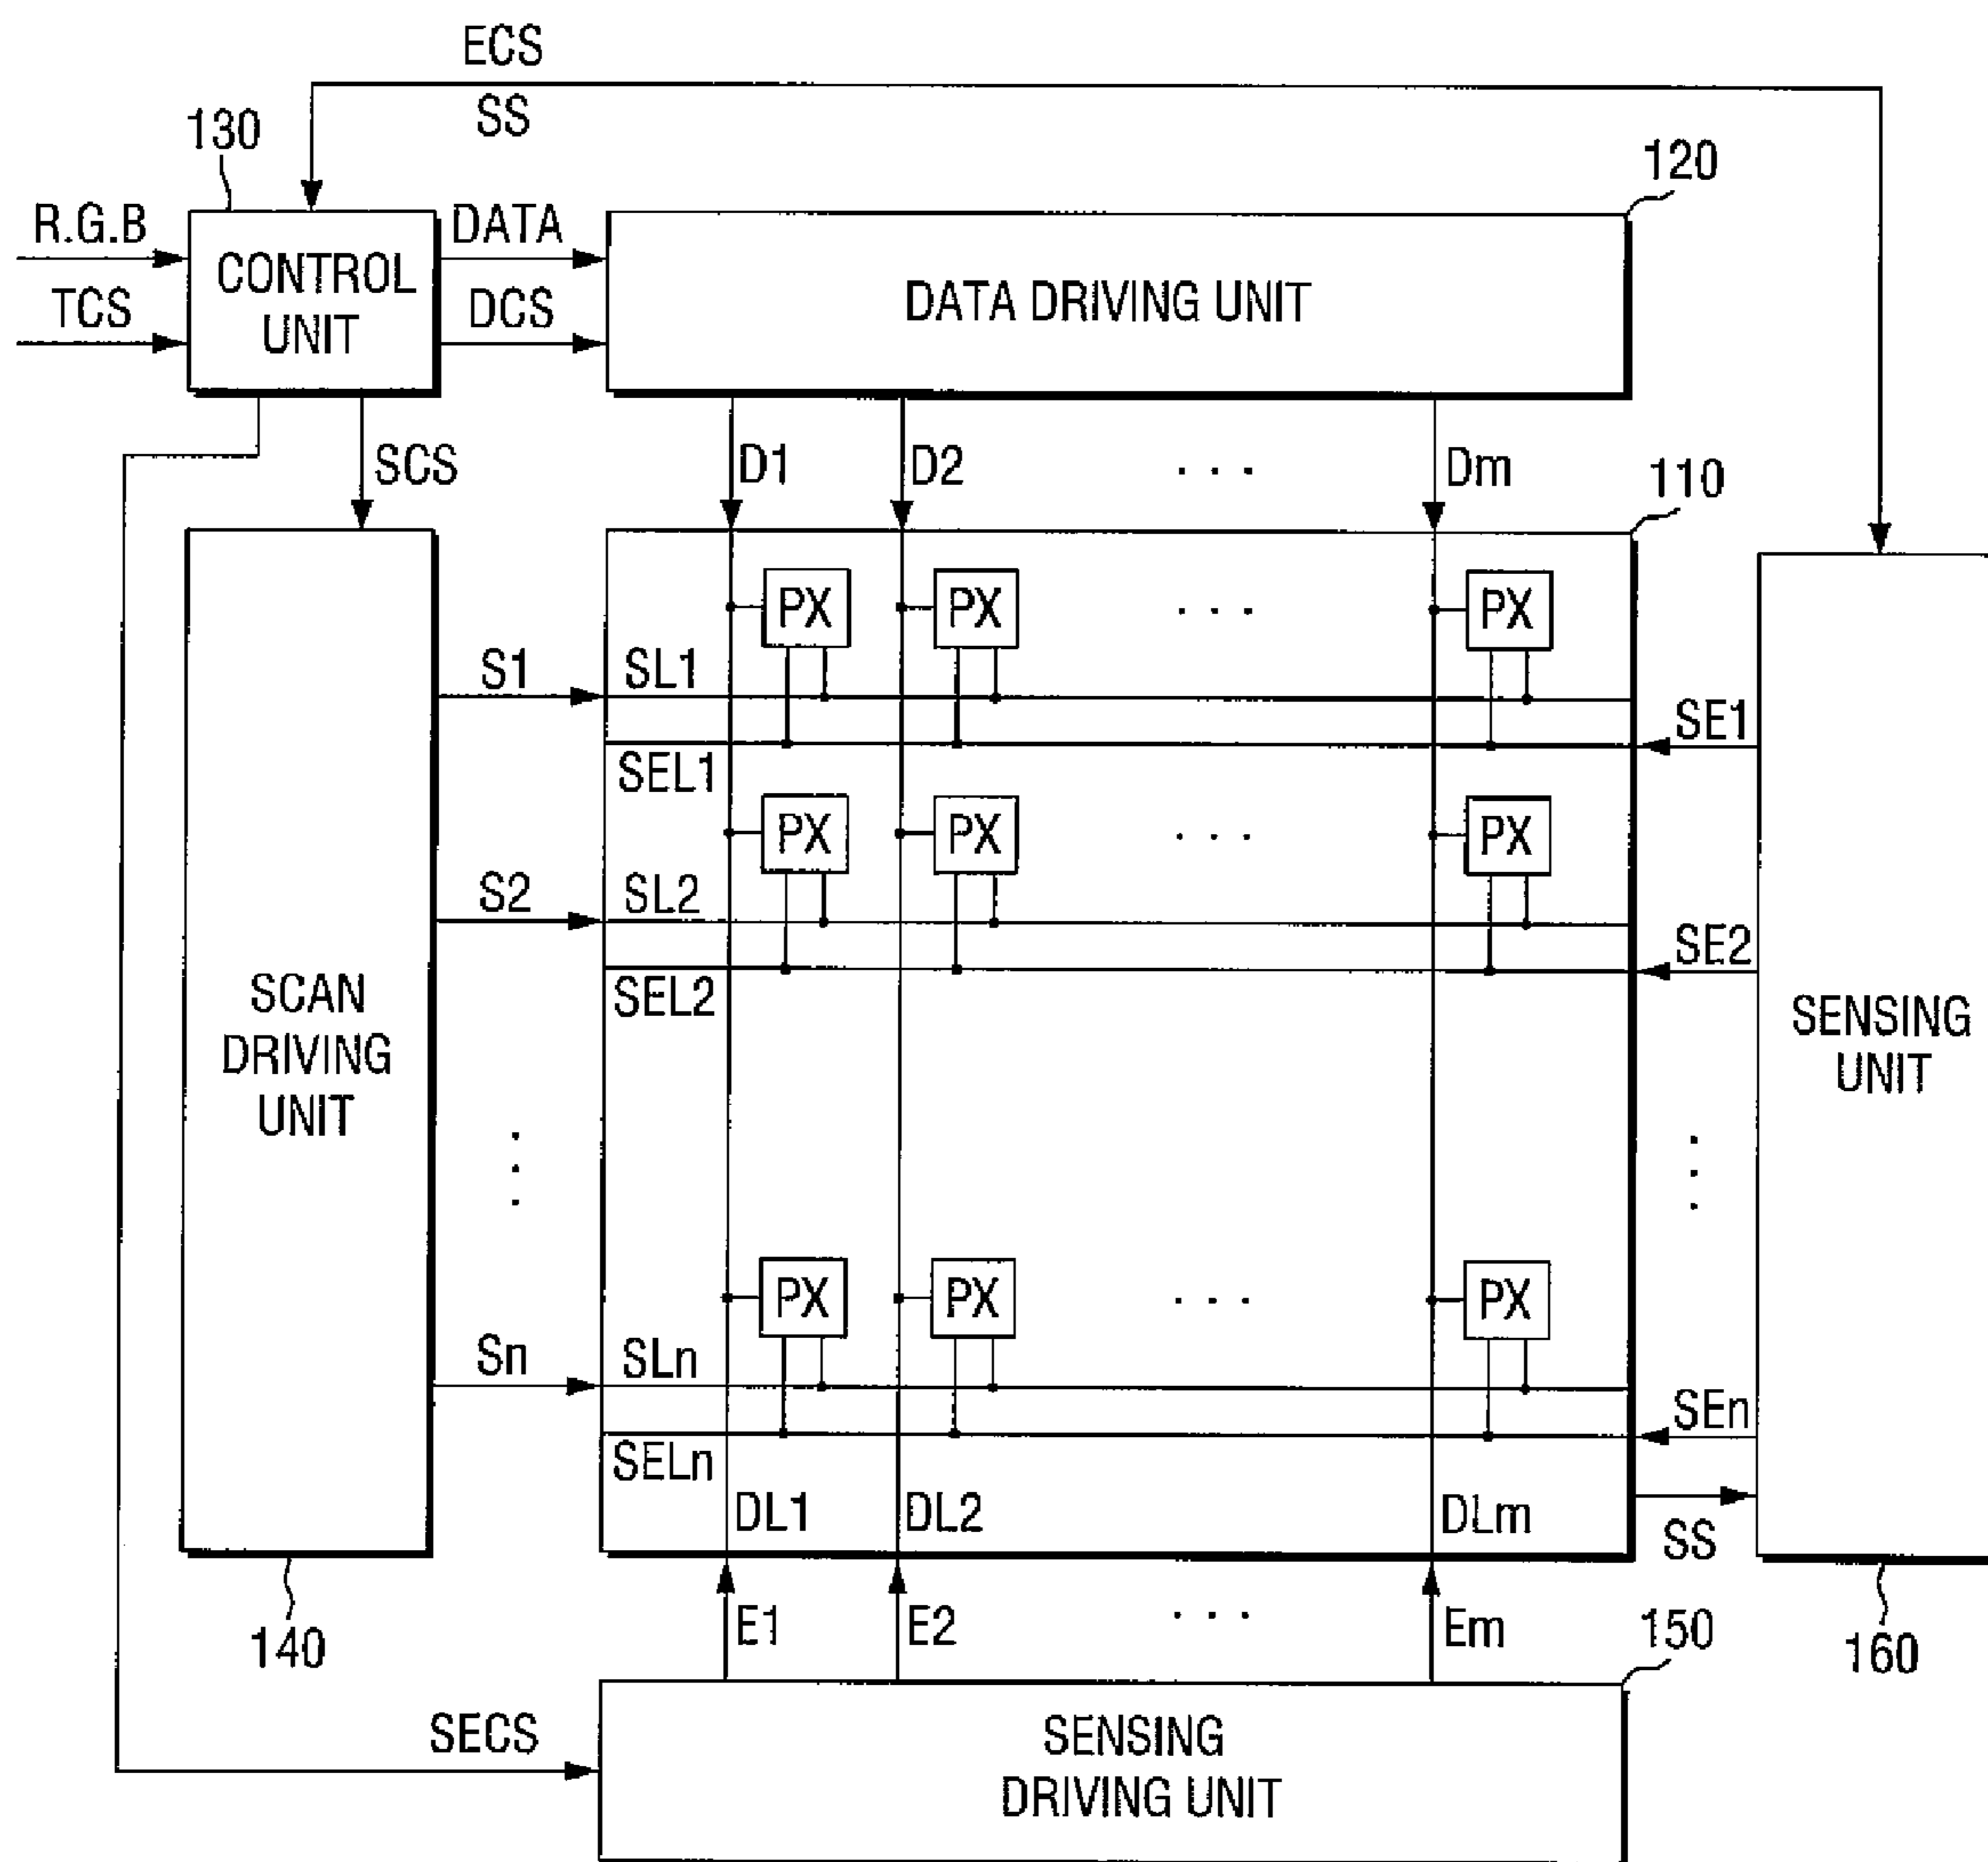 ECS
SS
130
120
R.G.B
TCS
CONTROL
UNIT
DATA
DCS
DATA DRIVING UNIT
SCS
D1
D2
. . .
Dm
110
PX
PX
. . .
PX
S1
SL1
SE1
SEL1
PX
PX
. . .
PX
S2
SL2
SE2
SEL2
SCAN
DRIVING
UNIT
SENSING
UNIT
PX
PX
. . .
PX
Sn
SLn
SEn
SELn
DL1
DL2
DLm
SS
140
E1
E2
. . .
Em
150
160
SECS
SENSING
DRIVING UNIT